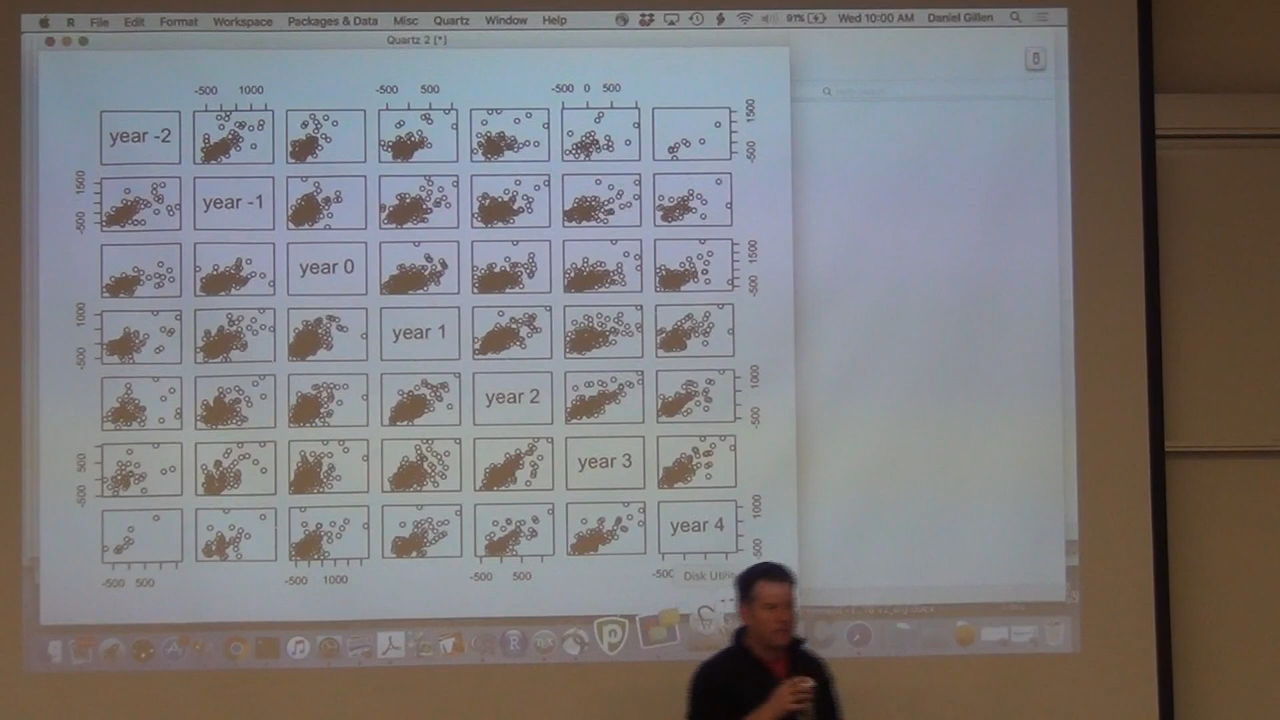 R File Edit Format Workspace Packages & Data Misc Quartz Window Help 91% Wed 10:00 AM Daniel Gillen
Quartz 2 [*]
-500 1000 -500 500 -500 0 500
year -2
-500 1500
-500 1500
year -1
year 0
-500 1500
-500 1000
year 1
year 2
-500 1000
-500 500
year 3
year 4
-500 1000
-500 500 -500 1000 -500 500
Disk